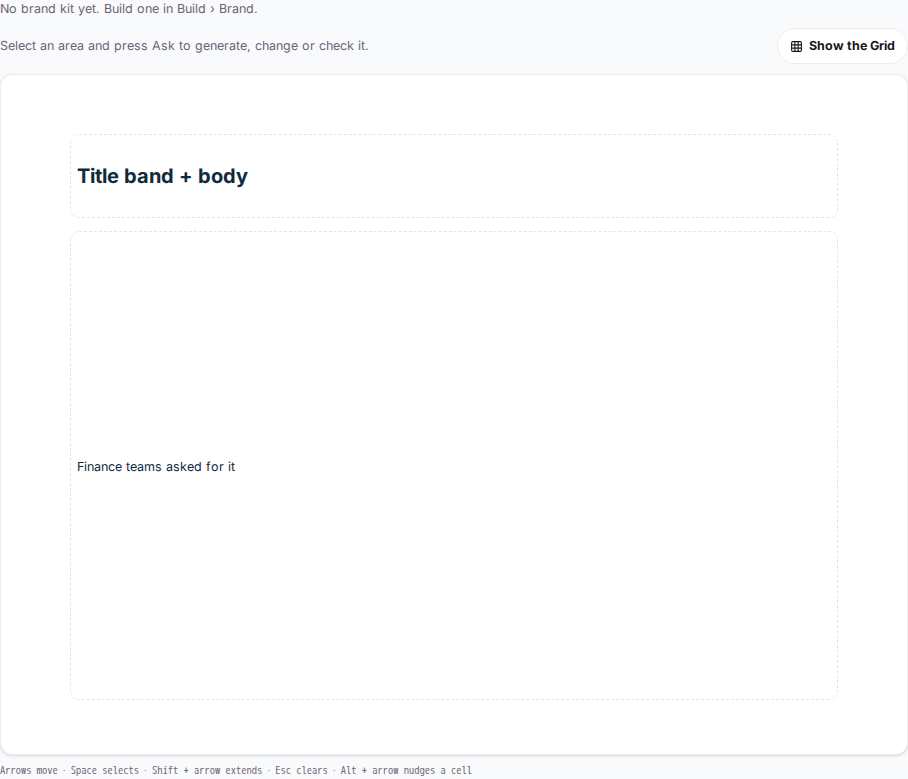 No brand kit yet. Build one in Build › Brand.
Select an area and press Ask to generate, change or check it.
Show the Grid
Title band + body
Finance teams asked for it
Arrows move · Space selects · Shift + arrow extends · Esc clears · Alt + arrow nudges a cell